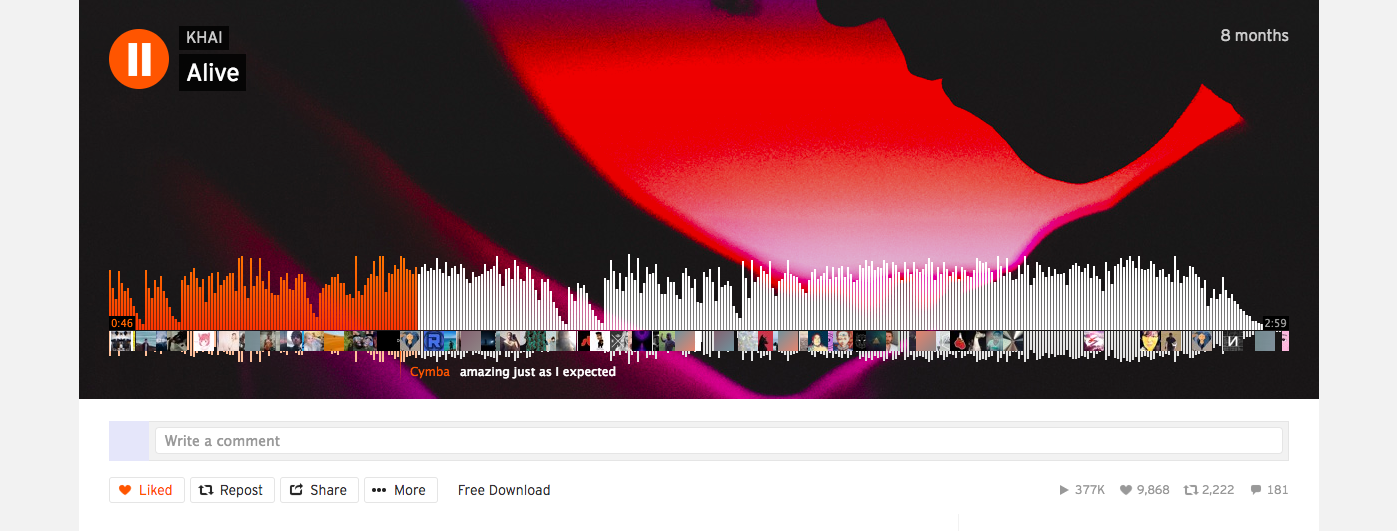 KHAI
8 months
Alive
0:46
2:59
Cymba amazing just as I expected
Write a comment
Liked Repost Share More Free Download 377K 9,868 2,222 181